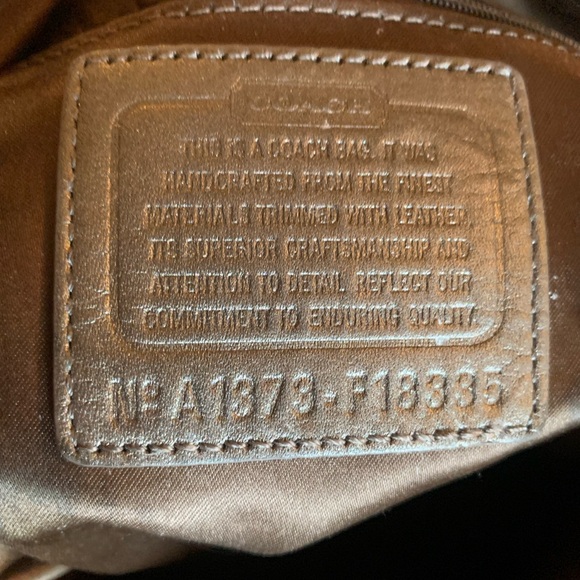 COACH
THIS IS A COACH BAG. IT WAS
HANDCRAFTED FROM THE FINEST
MATERIALS TRIMMED WITH LEATHER.
ITS SUPERIOR CRAFTSMANSHIP AND
ATTENTION TO DETAIL REFLECT OUR
COMMITMENT TO ENDURING QUALITY.
Nº A1373-F18335